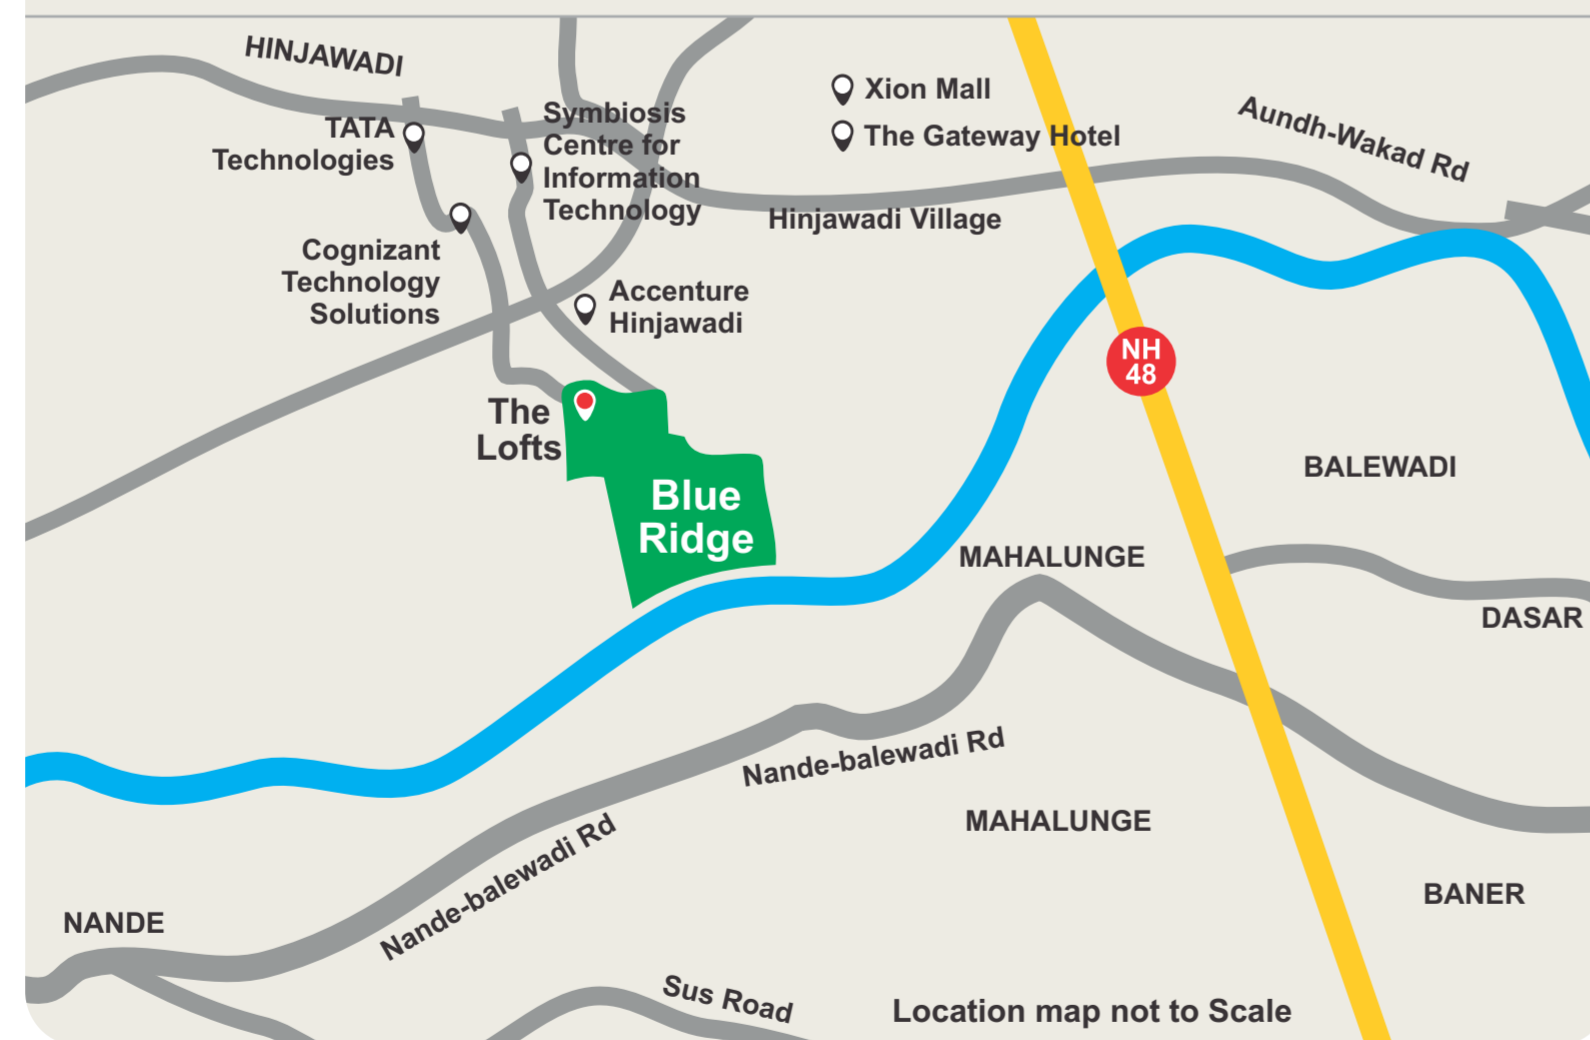 HINJAWADI
Xion Mall
The Gateway Hotel
Aundh-Wakad Rd
TATA
Technologies
Symbiosis
Centre for
Information
Technology
Hinjawadi Village
Cognizant
Technology
Solutions
Accenture
Hinjawadi
NH
48
The
Lofts
Blue
Ridge
BALEWADI
MAHALUNGE
DASAR
Nande-balewadi Rd
MAHALUNGE
Nande-balewadi Rd
BANER
NANDE
Sus Road
Location map not to Scale